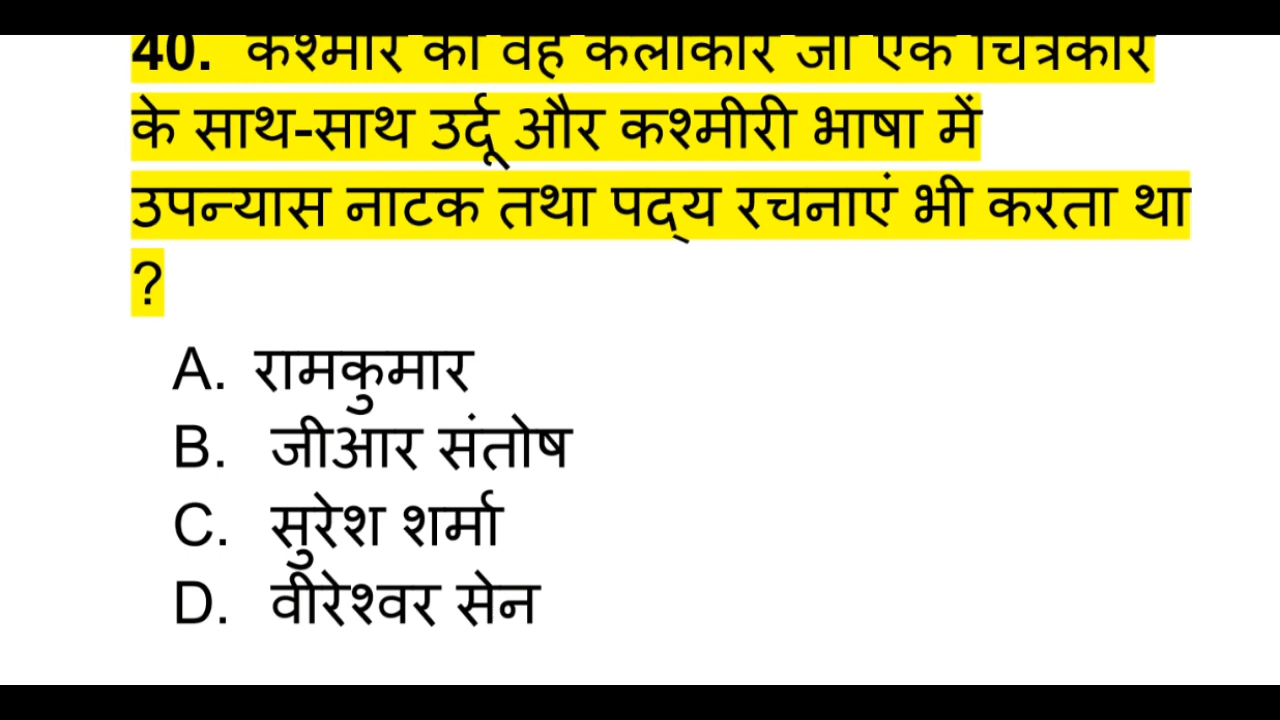 40. कश्मीर का वह कलाकार जो एक चित्रकार
के साथ-साथ उर्दू और कश्मीरी भाषा में
उपन्यास नाटक तथा पद्य रचनाएं भी करता था
?
A. रामकुमार
B. जीआर संतोष
C. सुरेश शर्मा
D. वीरेश्वर सेन